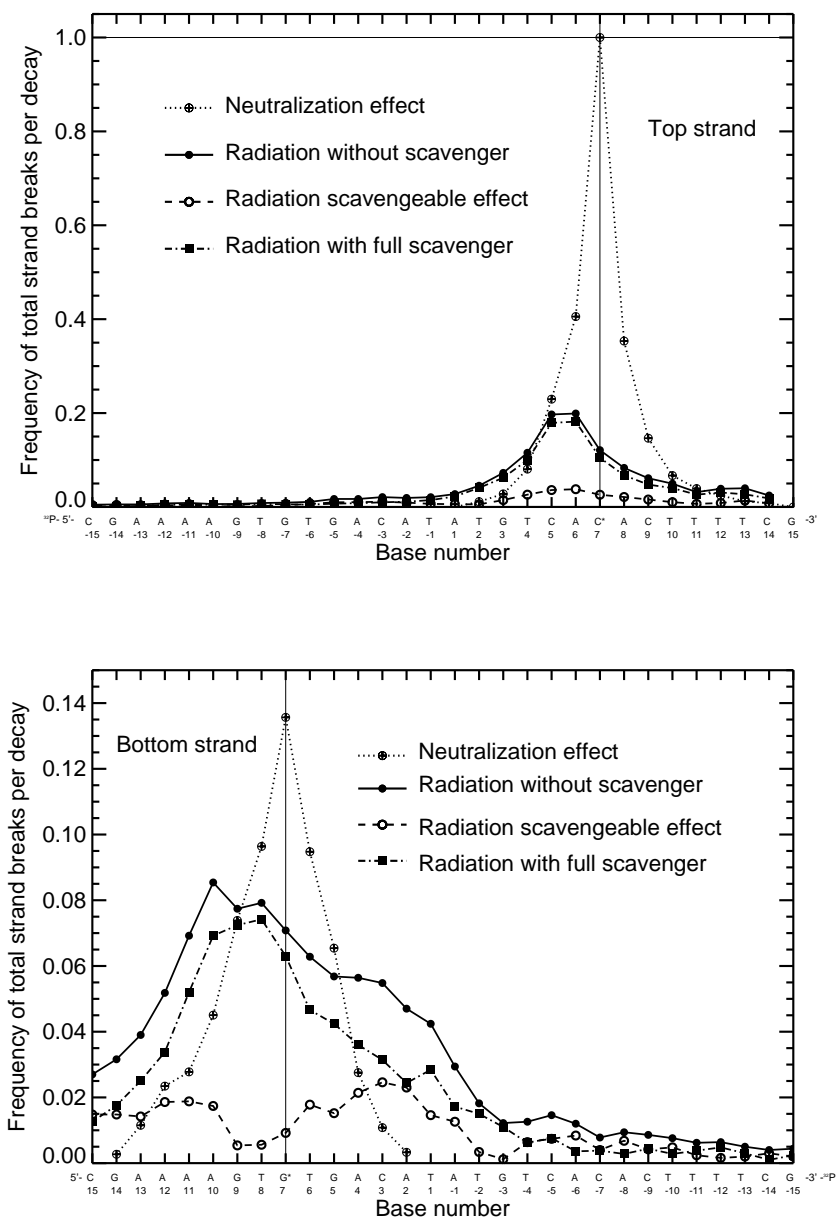 Frequency of total strand breaks per decay
1.0
0.8
0.6
0.4
0.2
0.0
Neutralization effect
Radiation without scavenger
Radiation scavengeable effect
Radiation with full scavenger
Top strand
³²P- 5'- C G A A A A G T G T G A C A T A T G T C A C* A C T T T T C G -3'
-15 -14 -13 -12 -11 10 -9 -8 -7 -6 -5 -4 -3 -2 -1 1 2 3 4 5 6 7 8 9 10 11 12 13 14 15
Base number
Frequency of total strand breaks per decay
0.14
0.12
0.10
0.08
0.06
0.04
0.02
0.00
Bottom strand
Neutralization effect
Radiation without scavenger
Radiation scavengeable effect
Radiation with full scavenger
5'- C G A A A A G T G* T G A C A T A T G T C A C A C T T T T C G -3' -³²P
15 14 13 12 11 10 9 8 7 6 5 4 3 2 1 -1 -2 -3 -4 -5 -6 -7 -8 -9 -10 -11 -12 -13 -14 -15
Base number